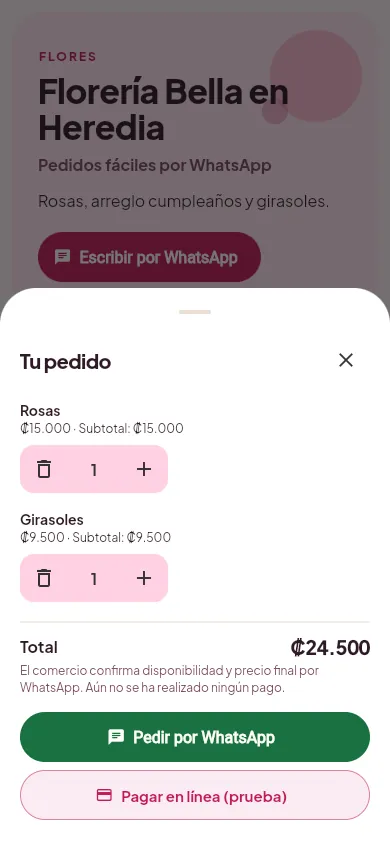 FLORES
Florería Bella en
Heredia
Pedidos fáciles por WhatsApp
Rosas, arreglo cumpleaños y girasoles.
Escribir por WhatsApp
Tu pedido
Rosas
₡15.000 · Subtotal: ₡15.000
1
Girasoles
₡9.500 · Subtotal: ₡9.500
1
Total ₡24.500
El comercio confirma disponibilidad y precio final por
WhatsApp. Aún no se ha realizado ningún pago.
Pedir por WhatsApp
Pagar en línea (prueba)